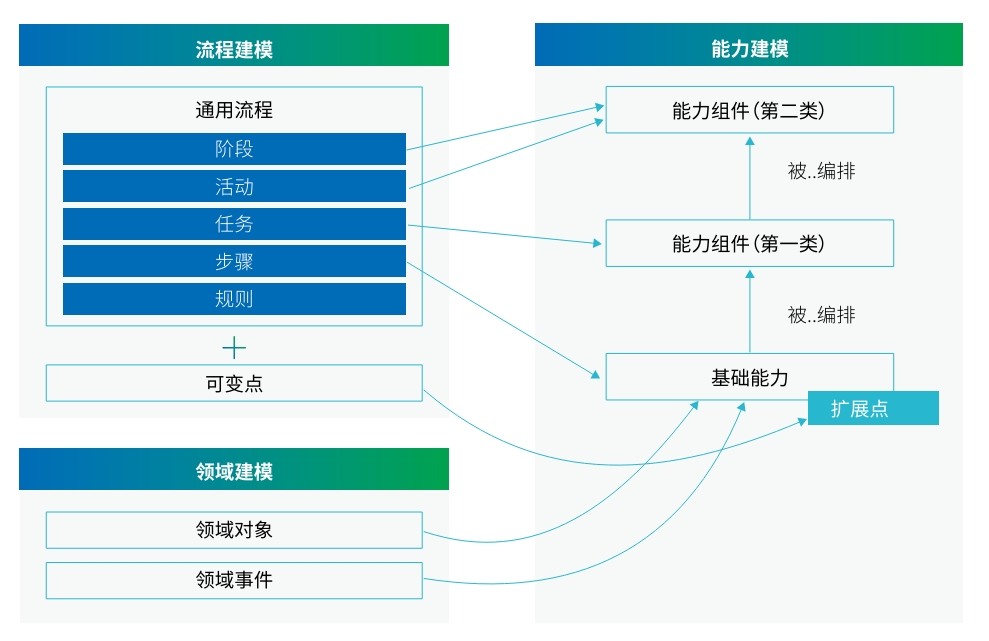 流程建模
通用流程
阶段
活动
任务
步骤
规则
可变点
领域建模
领域对象
领域事件
能力建模
能力组件(第二类)
被..编排
能力组件(第一类)
被..编排
基础能力
扩展点